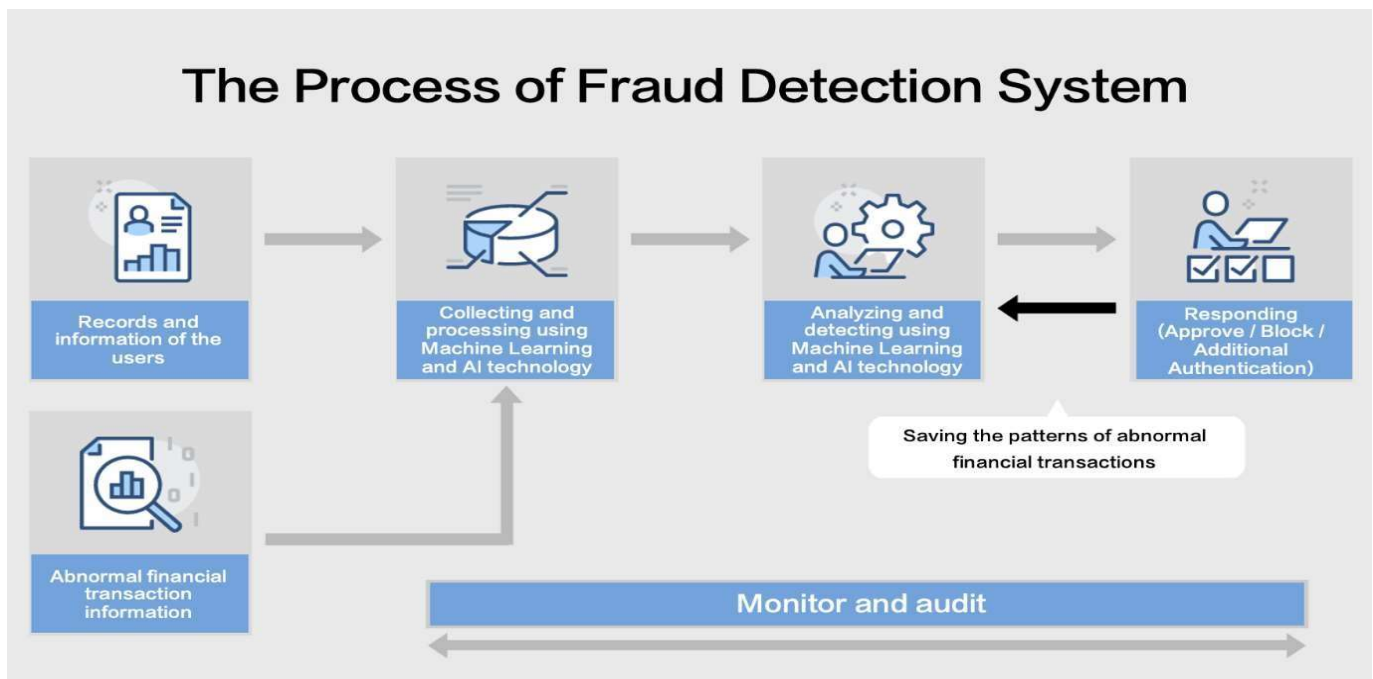 The Process of Fraud Detection System
Records and
information of the
users
Collecting and
processing using
Machine Learning
and AI technology
Analyzing and
detecting using
Machine Learning
and AI technology
Responding
(Approve / Block /
Additional
Authentication)
Saving the patterns of abnormal
financial transactions
Abnormal financial
transaction
information
Monitor and audit